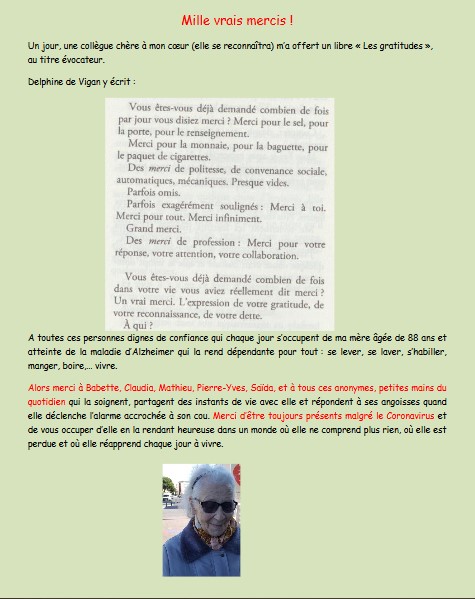 Mille vrais mercis !
Un jour, une collègue chère à mon cœur (elle se reconnaîtra) m'a offert un livre « Les gratitudes »,
au titre évocateur.
Delphine de Vigan y écrit :
Vous êtes-vous déjà demandé combien de fois
par jour vous disiez merci ? Merci pour le sel, pour
la porte, pour le renseignement.
Merci pour la monnaie, pour la baguette, pour
le paquet de cigarettes.
Des merci de politesse, de convenance sociale,
automatiques, mécaniques. Presque vides.
Parfois omis.
Parfois exagérément soulignés : Merci à toi.
Merci pour tout. Merci infiniment.
Grand merci.
Des merci de profession : Merci pour votre
réponse, votre attention, votre collaboration.
Vous êtes-vous déjà demandé combien de fois
dans votre vie vous aviez réellement dit merci ?
Un vrai merci. L'expression de votre gratitude, de
votre reconnaissance, de votre dette.
À qui ?
A toutes ces personnes dignes de confiance qui chaque jour s'occupent de ma mère âgée de 88 ans et
atteinte de la maladie d'Alzheimer qui la rend dépendante pour tout : se lever, se laver, s'habiller,
manger, boire,... vivre.
Alors merci à Babette, Claudia, Mathieu, Pierre-Yves, Saïda, et à tous ces anonymes, petites mains du
quotidien qui la soignent, partagent des instants de vie avec elle et répondent à ses angoisses quand
elle déclenche l'alarme accrochée à son cou. Merci d'être toujours présents malgré le Coronavirus et
de vous occuper d'elle en la rendant heureuse dans un monde où elle ne comprend plus rien, où elle est
perdue et où elle réapprend chaque jour à vivre.